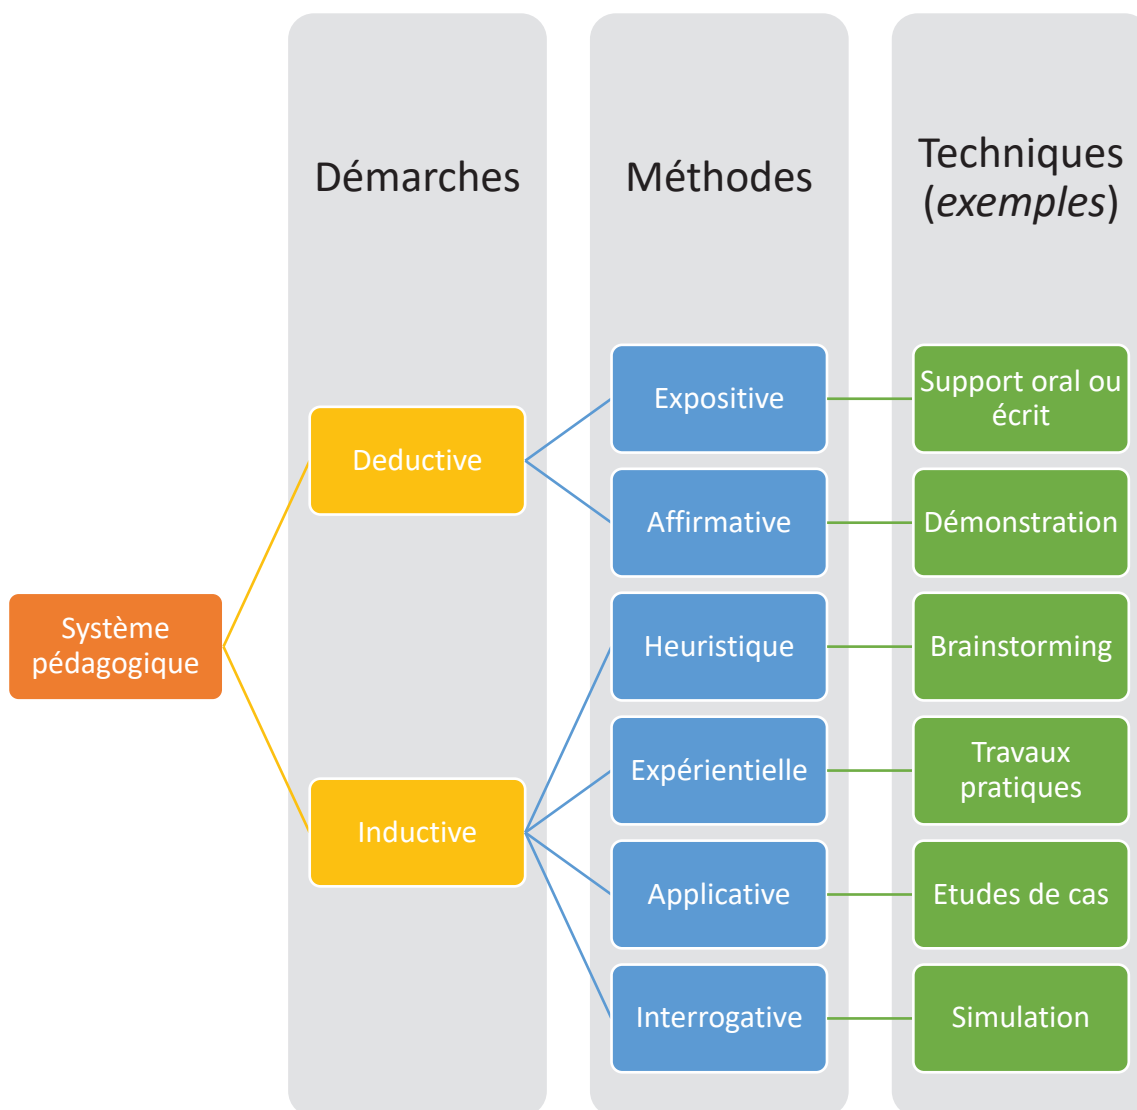 Démarches
Méthodes
Techniques
(exemples)
Système
pédagogique
Deductive
Expositive
Support oral ou
écrit
Affirmative
Démonstration
Inductive
Heuristique
Brainstorming
Expérientielle
Travaux
pratiques
Applicative
Etudes de cas
Interrogative
Simulation